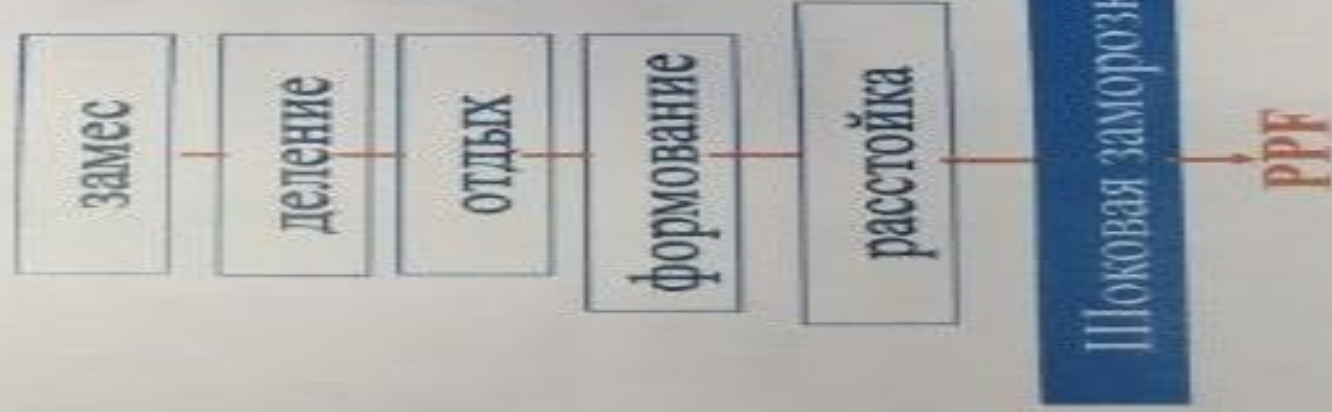 замес
деление
отдых
формование
расстойка
Шоковая заморозк
PPF